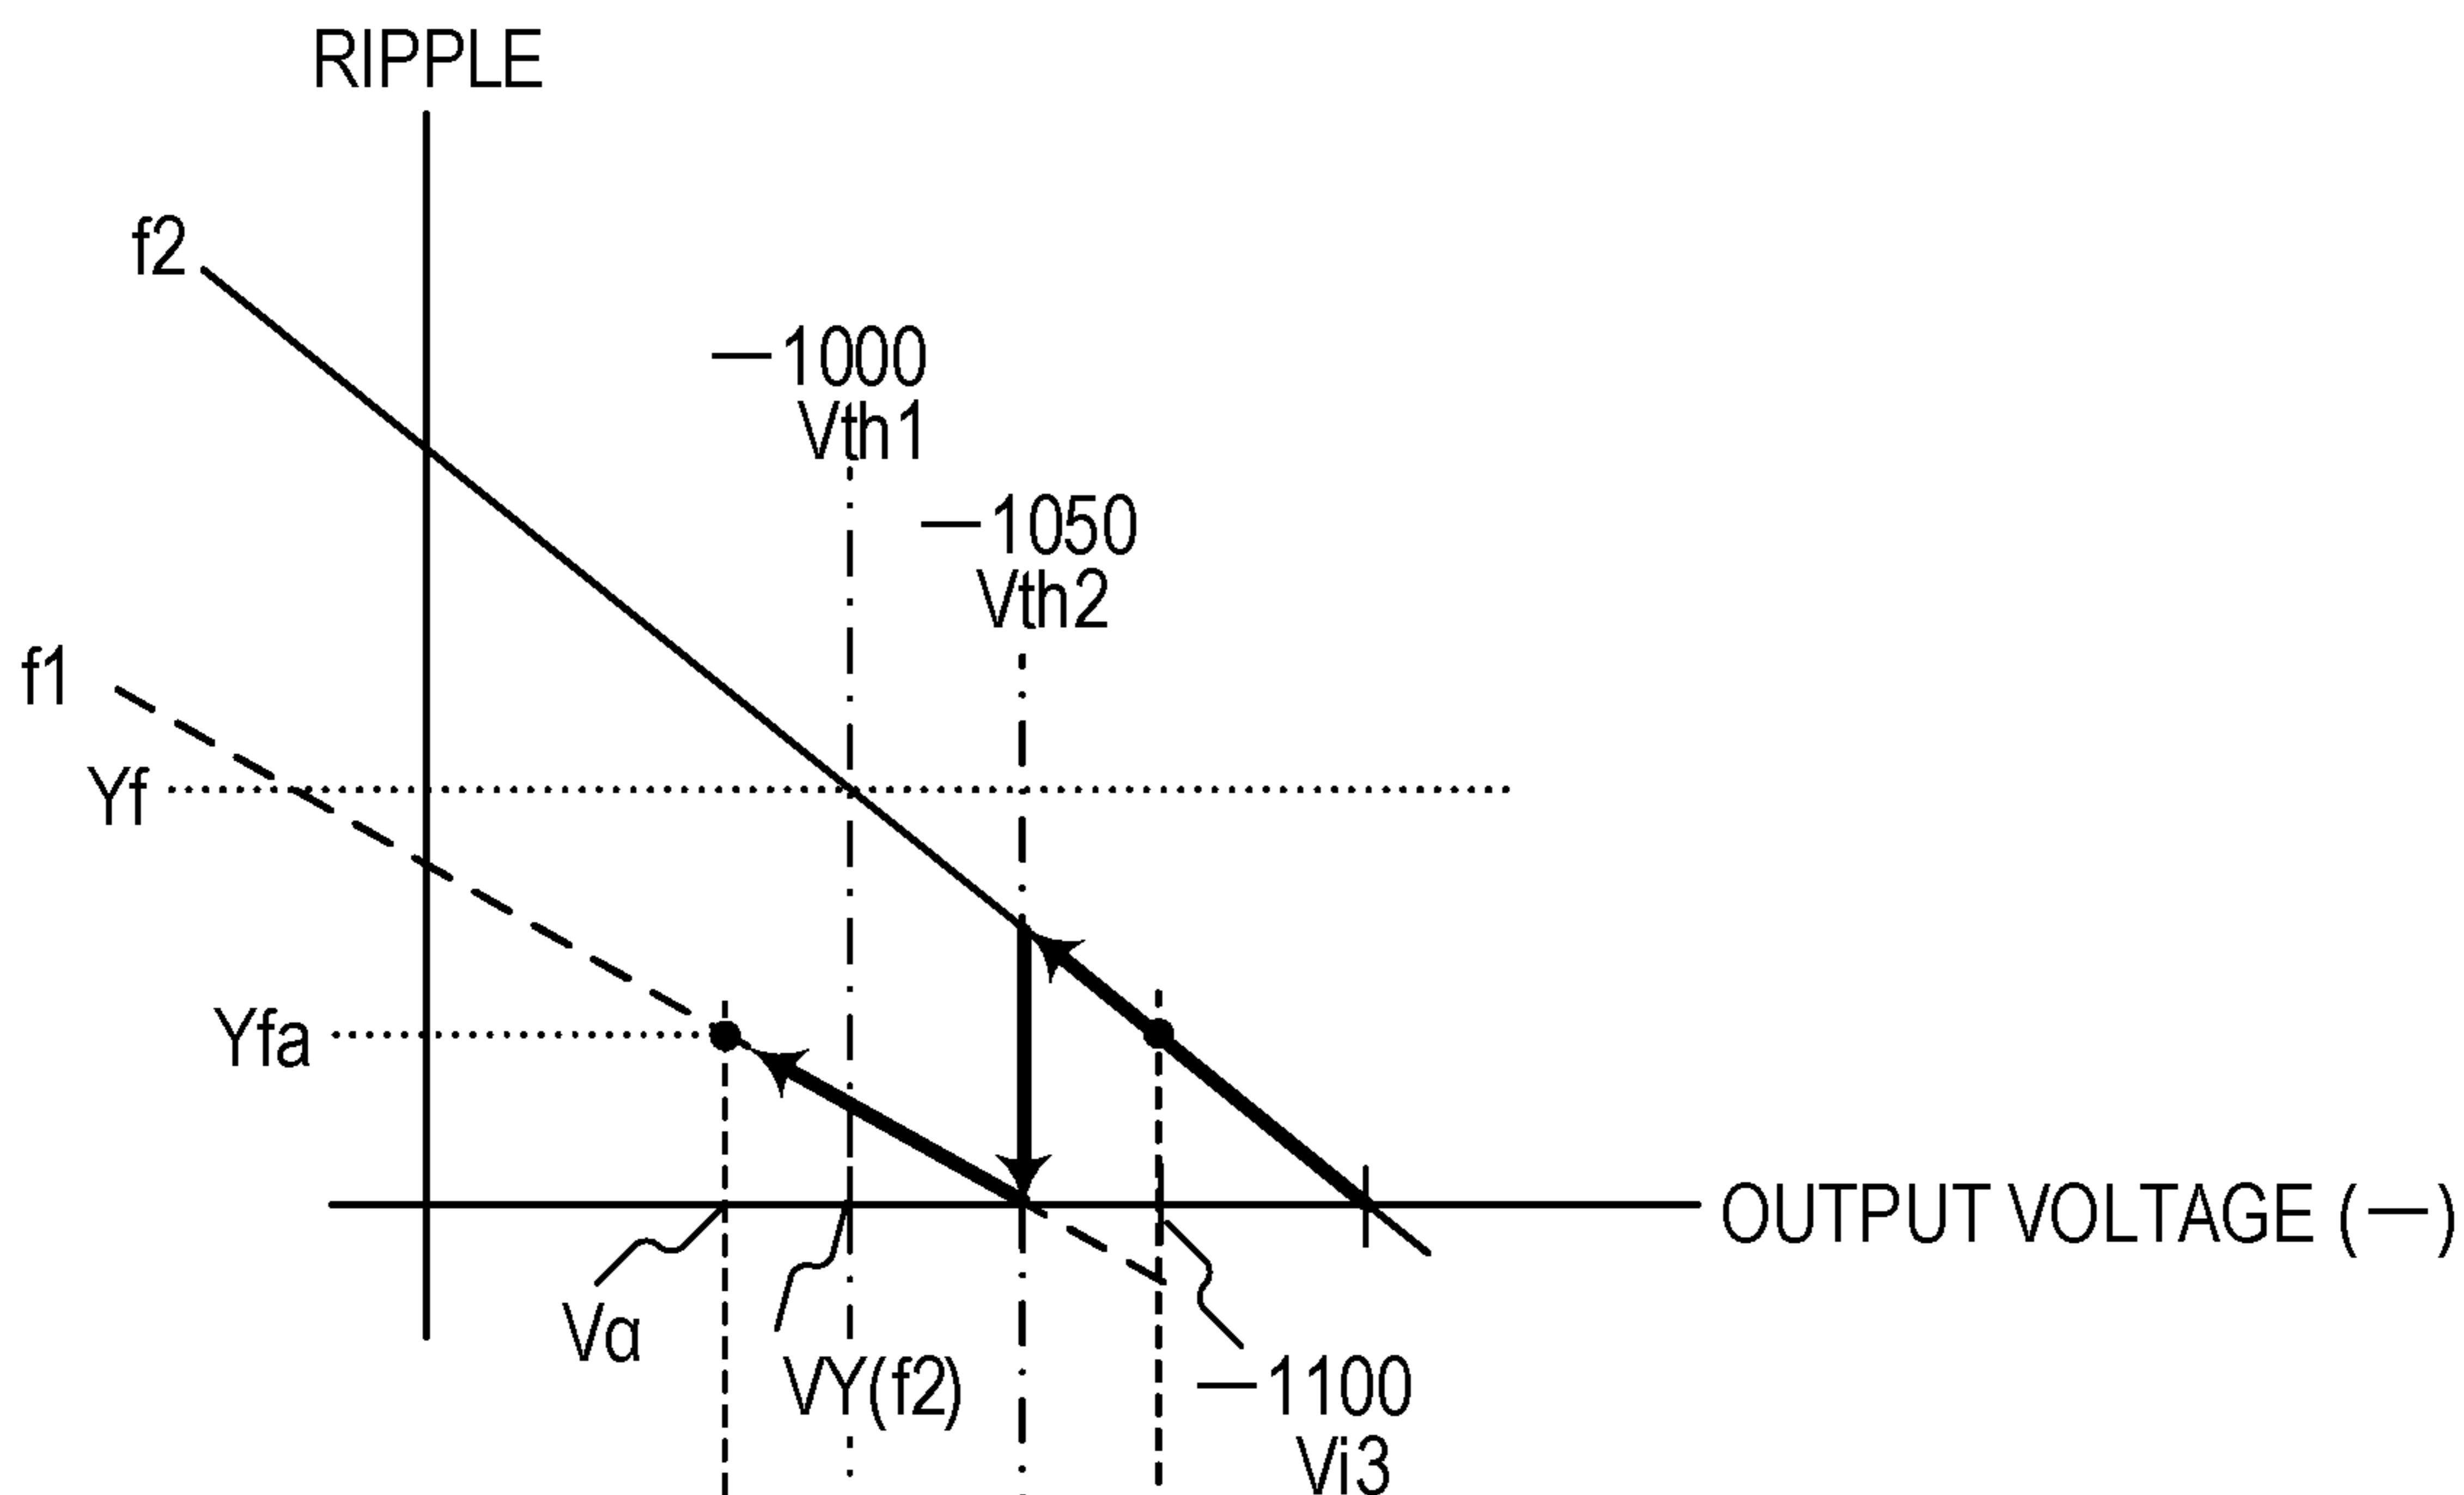 RIPPLE
f2
—1000
Vth1
—1050
Vth2
f1
Yf
Yfa
OUTPUT VOLTAGE (—)
Vα
VY(f2)
—1100
Vi3